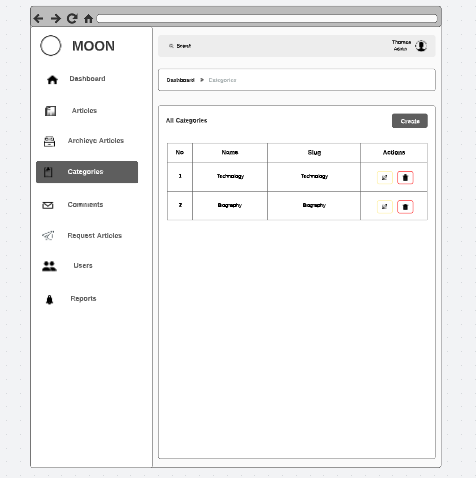 MOON
Dashboard
Articles
Archieve Articles
Categories
Comments
Request Articles
Users
Reports
Search
Thomas
Admin
Dashboard » Categories
All Categories
Create
No Name Slug Actions
1 Technology Technology
2 Biography Biography